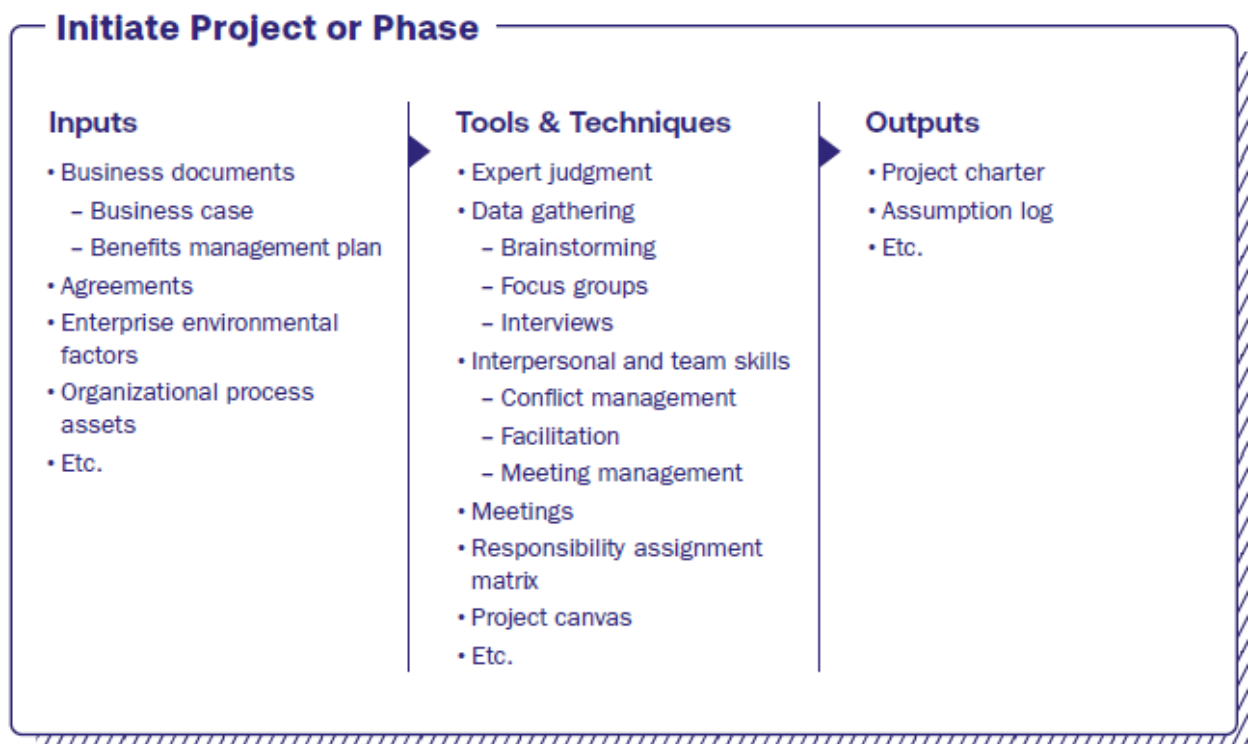 Initiate Project or Phase
Inputs
• Business documents
– Business case
– Benefits management plan
• Agreements
• Enterprise environmental
factors
• Organizational process
assets
• Etc.
Tools & Techniques
• Expert judgment
• Data gathering
– Brainstorming
– Focus groups
– Interviews
• Interpersonal and team skills
– Conflict management
– Facilitation
– Meeting management
• Meetings
• Responsibility assignment
matrix
• Project canvas
• Etc.
Outputs
• Project charter
• Assumption log
• Etc.